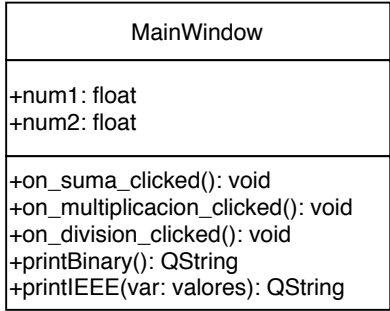 MainWindow
+num1: float
+num2: float
+on_suma_clicked(): void
+on_multiplicacion_clicked(): void
+on_division_clicked(): void
+printBinary(): QString
+printIEEE(var: valores): QString